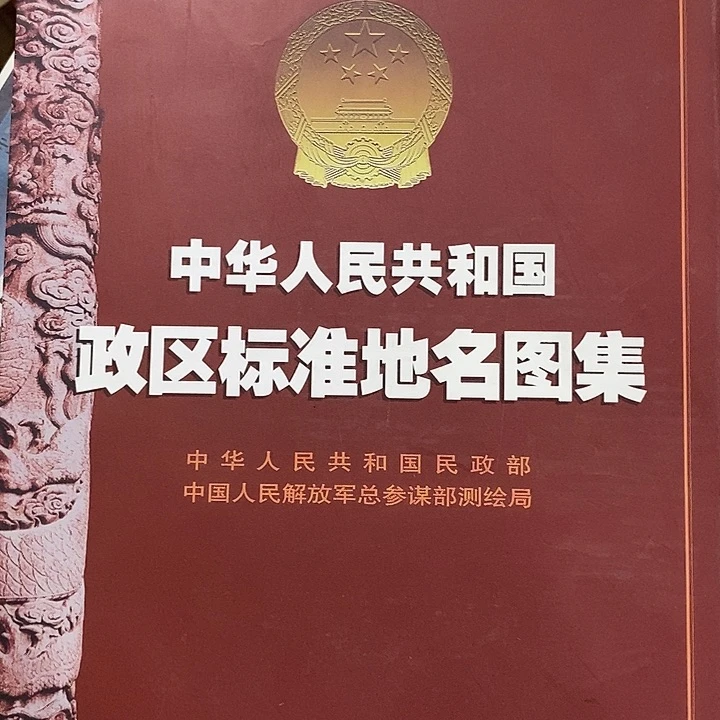 中华人民共和国
政区标准地名图集
中华人民共和国民政部
中国人民解放军总参谋部测绘局